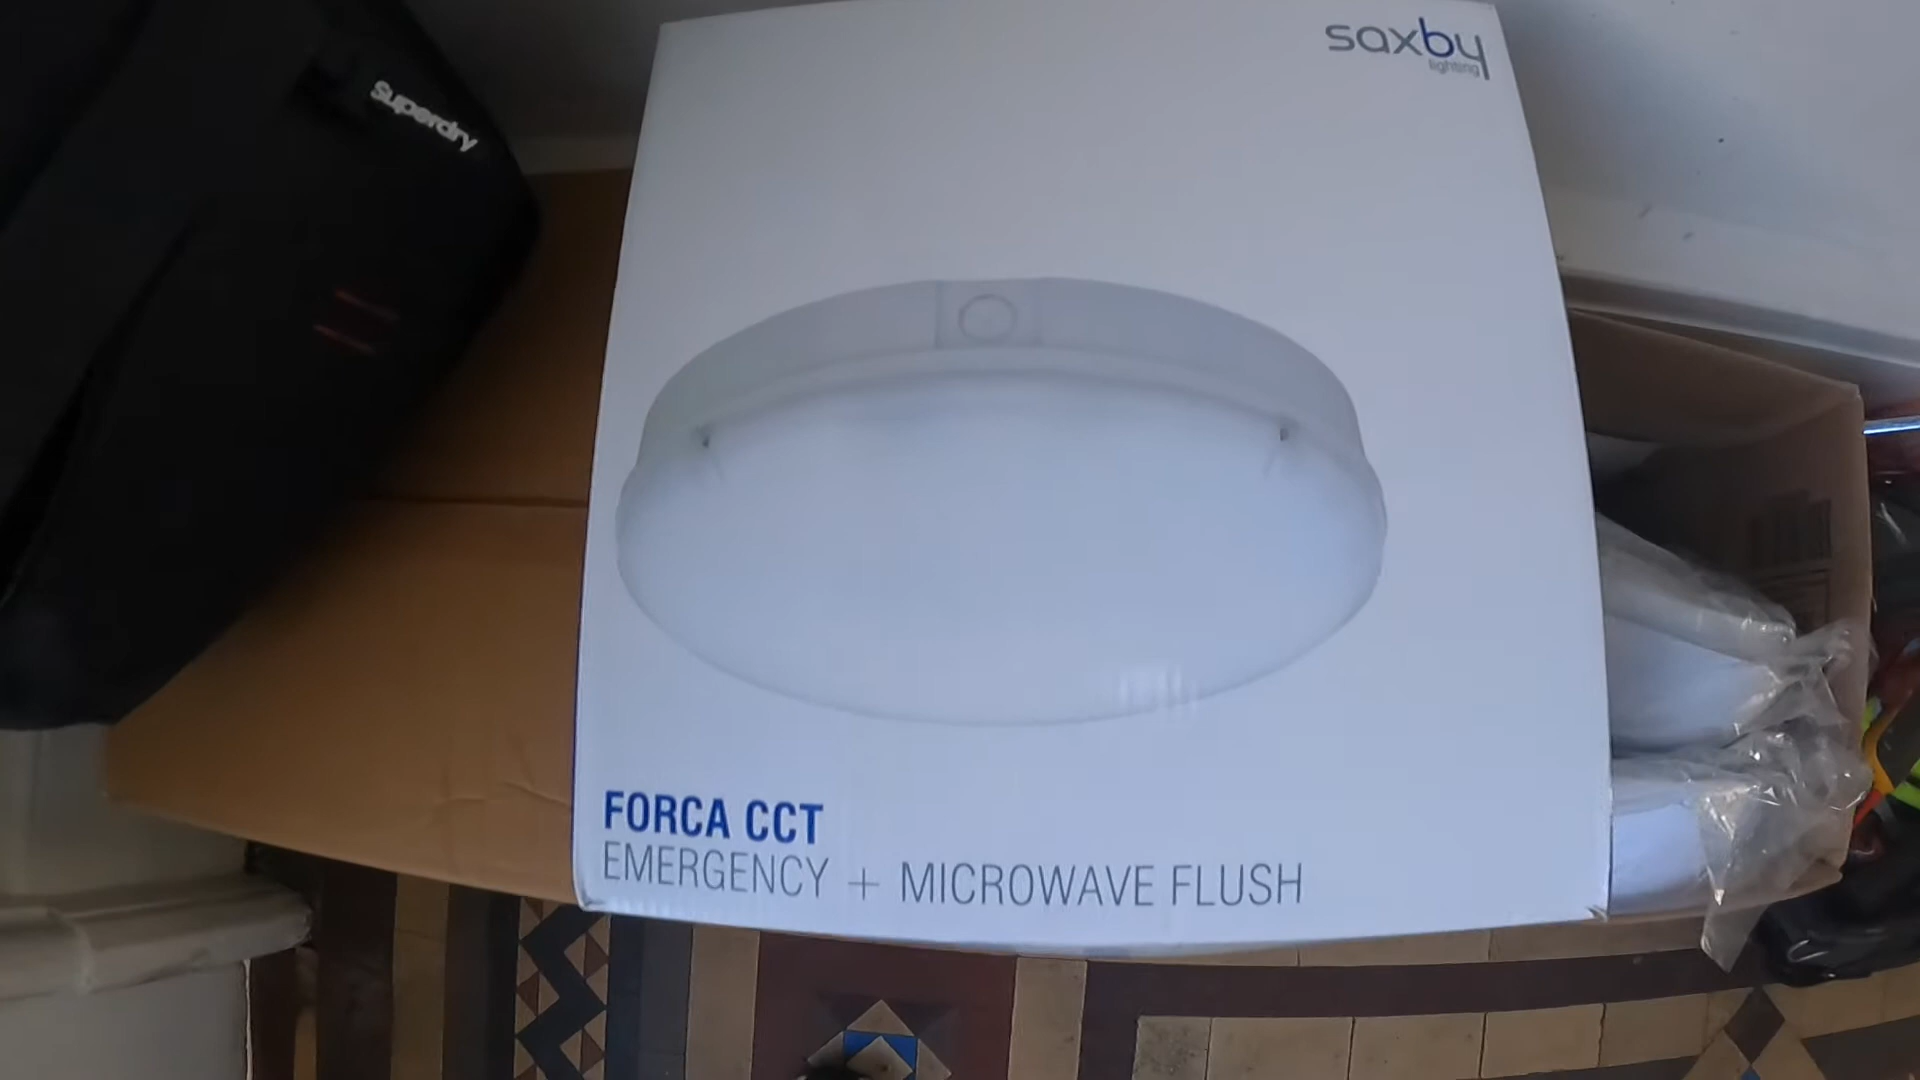 saxby
lighting
Superdry
FORCA CCT
EMERGENCY + MICROWAVE FLUSH